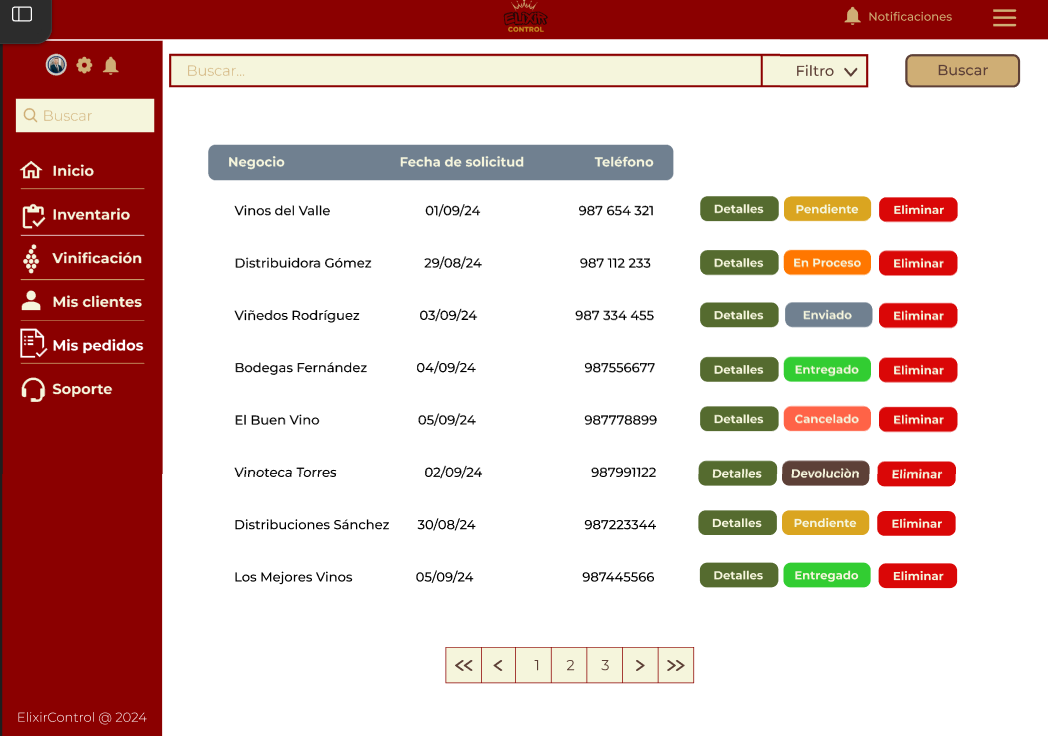 ELIXIR
CONTROL
Notificaciones
Buscar... Filtro Buscar
Buscar
Inicio
Inventario
Vinificación
Mis clientes
Mis pedidos
Soporte
ElixirControl @ 2024
Negocio Fecha de solicitud Teléfono
Vinos del Valle 01/09/24 987 654 321 Detalles Pendiente Eliminar
Distribuidora Gómez 29/08/24 987 112 233 Detalles En Proceso Eliminar
Viñedos Rodríguez 03/09/24 987 334 455 Detalles Enviado Eliminar
Bodegas Fernández 04/09/24 987556677 Detalles Entregado Eliminar
El Buen Vino 05/09/24 987778899 Detalles Cancelado Eliminar
Vinoteca Torres 02/09/24 987991122 Detalles Devoluciòn Eliminar
Distribuciones Sánchez 30/08/24 987223344 Detalles Pendiente Eliminar
Los Mejores Vinos 05/09/24 987445566 Detalles Entregado Eliminar
<< < 1 2 3 > >>